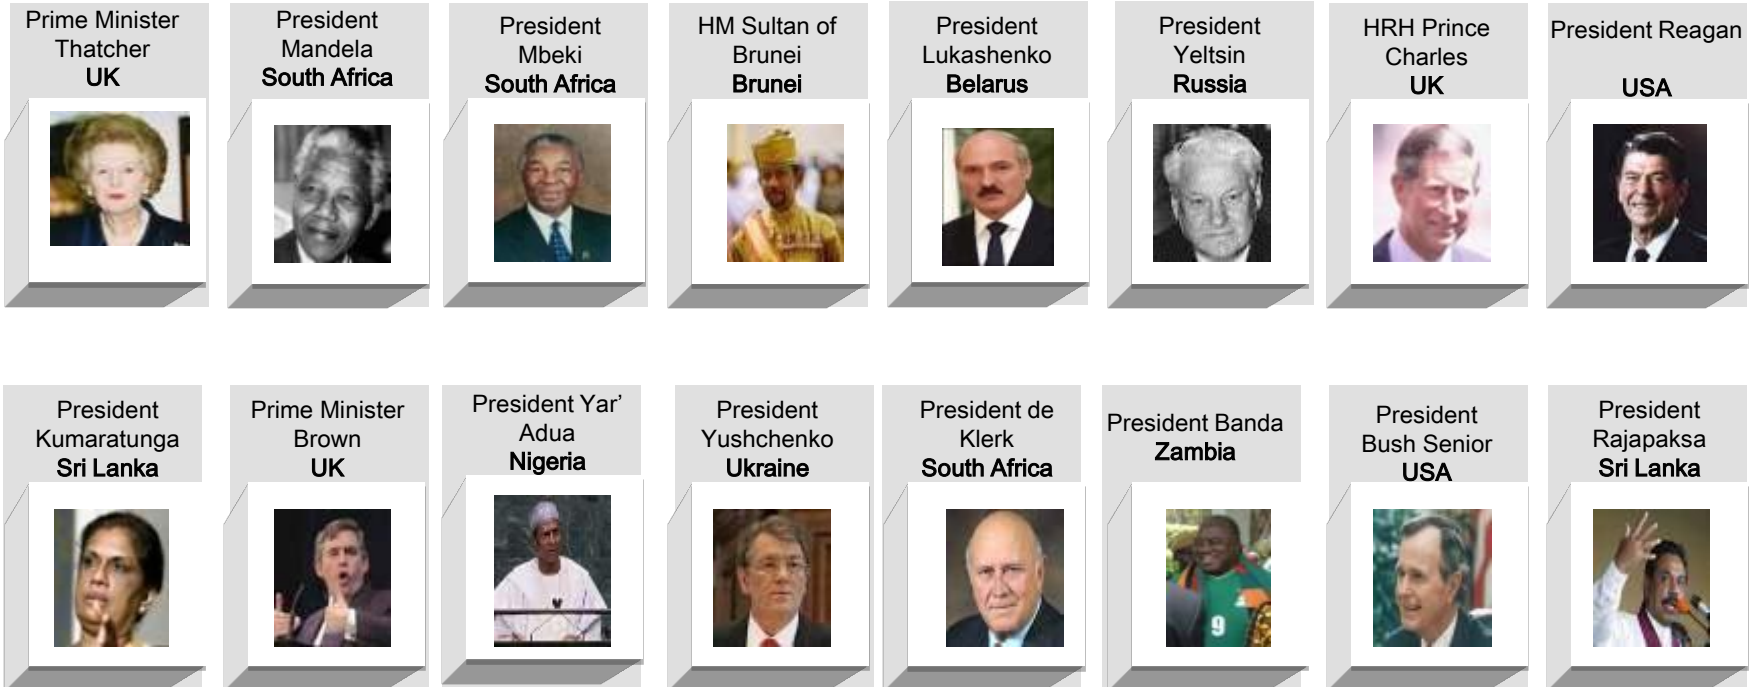 Prime Minister
Thatcher
UK
President
Mandela
South Africa
President
Mbeki
South Africa
HM Sultan of
Brunei
Brunei
President
Lukashenko
Belarus
President
Yeltsin
Russia
HRH Prince
Charles
UK
President Reagan
USA
President
Kumaratunga
Sri Lanka
Prime Minister
Brown
UK
President Yar’
Adua
Nigeria
President
Yushchenko
Ukraine
President de
Klerk
South Africa
President Banda
Zambia
9
President
Bush Senior
USA
President
Rajapaksa
Sri Lanka